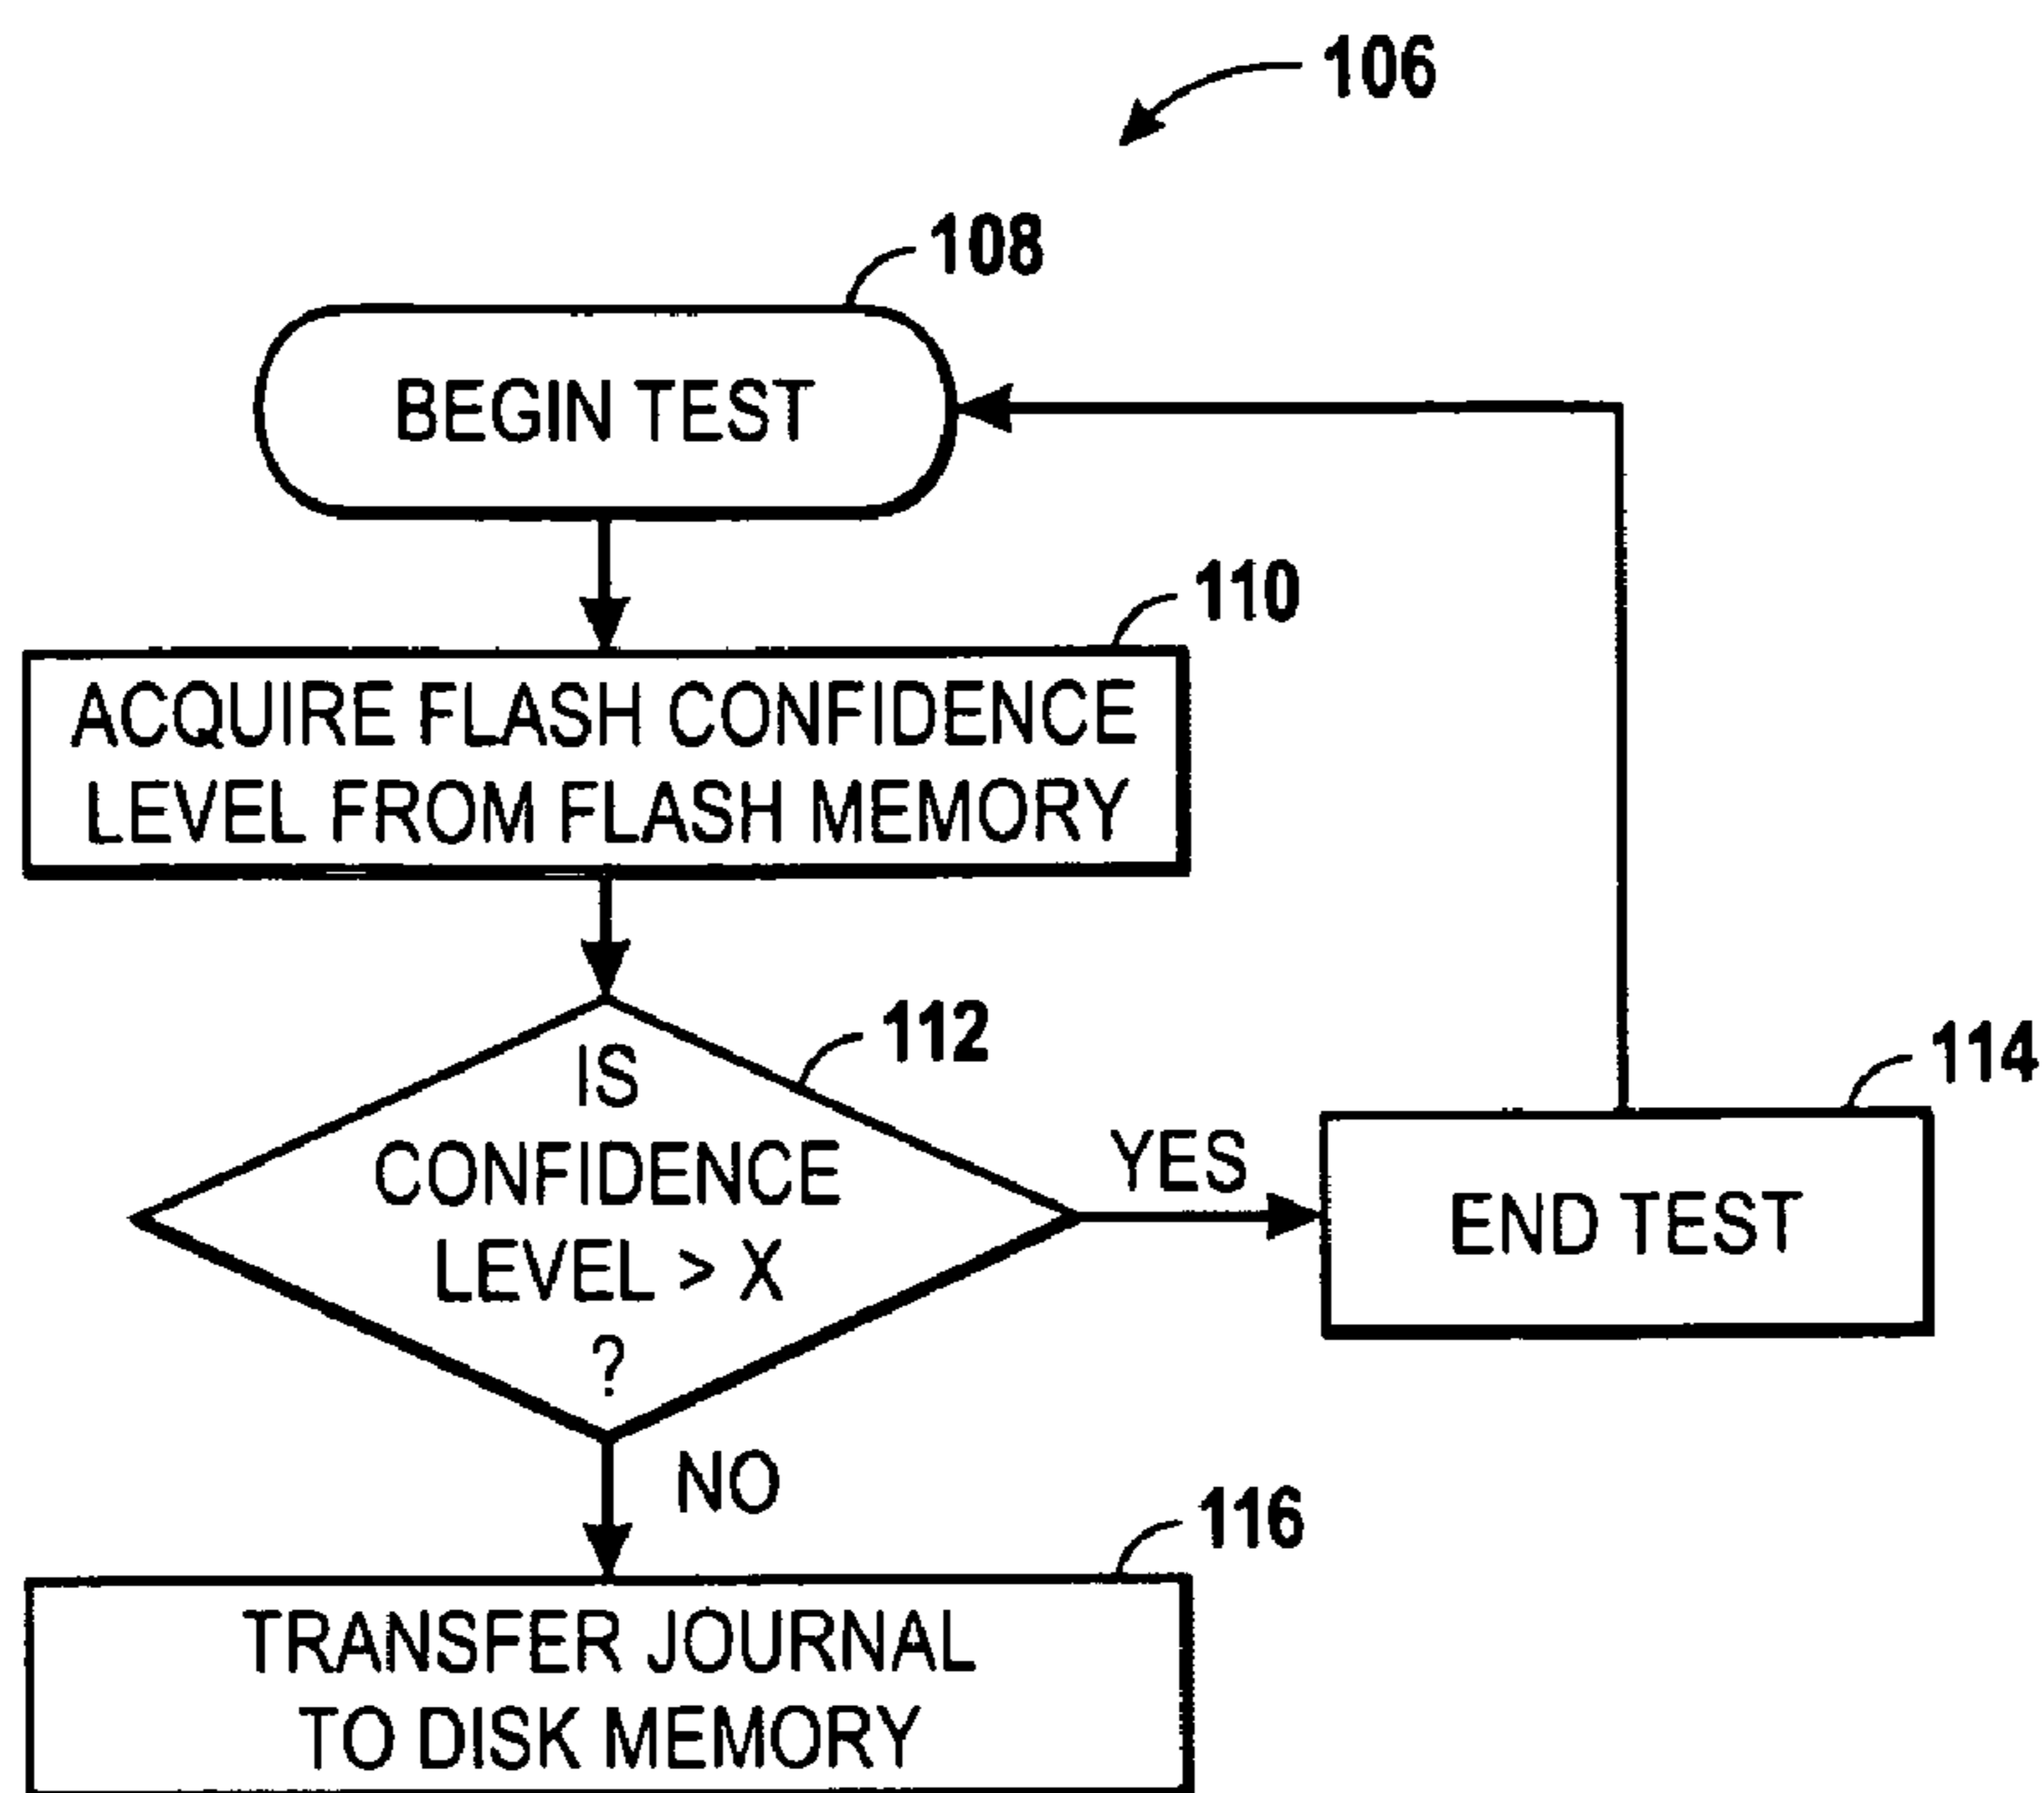 106
108
BEGIN TEST
110
ACQUIRE FLASH CONFIDENCE
LEVEL FROM FLASH MEMORY
112
IS
CONFIDENCE
LEVEL > X
?
YES
114
END TEST
NO
116
TRANSFER JOURNAL
TO DISK MEMORY